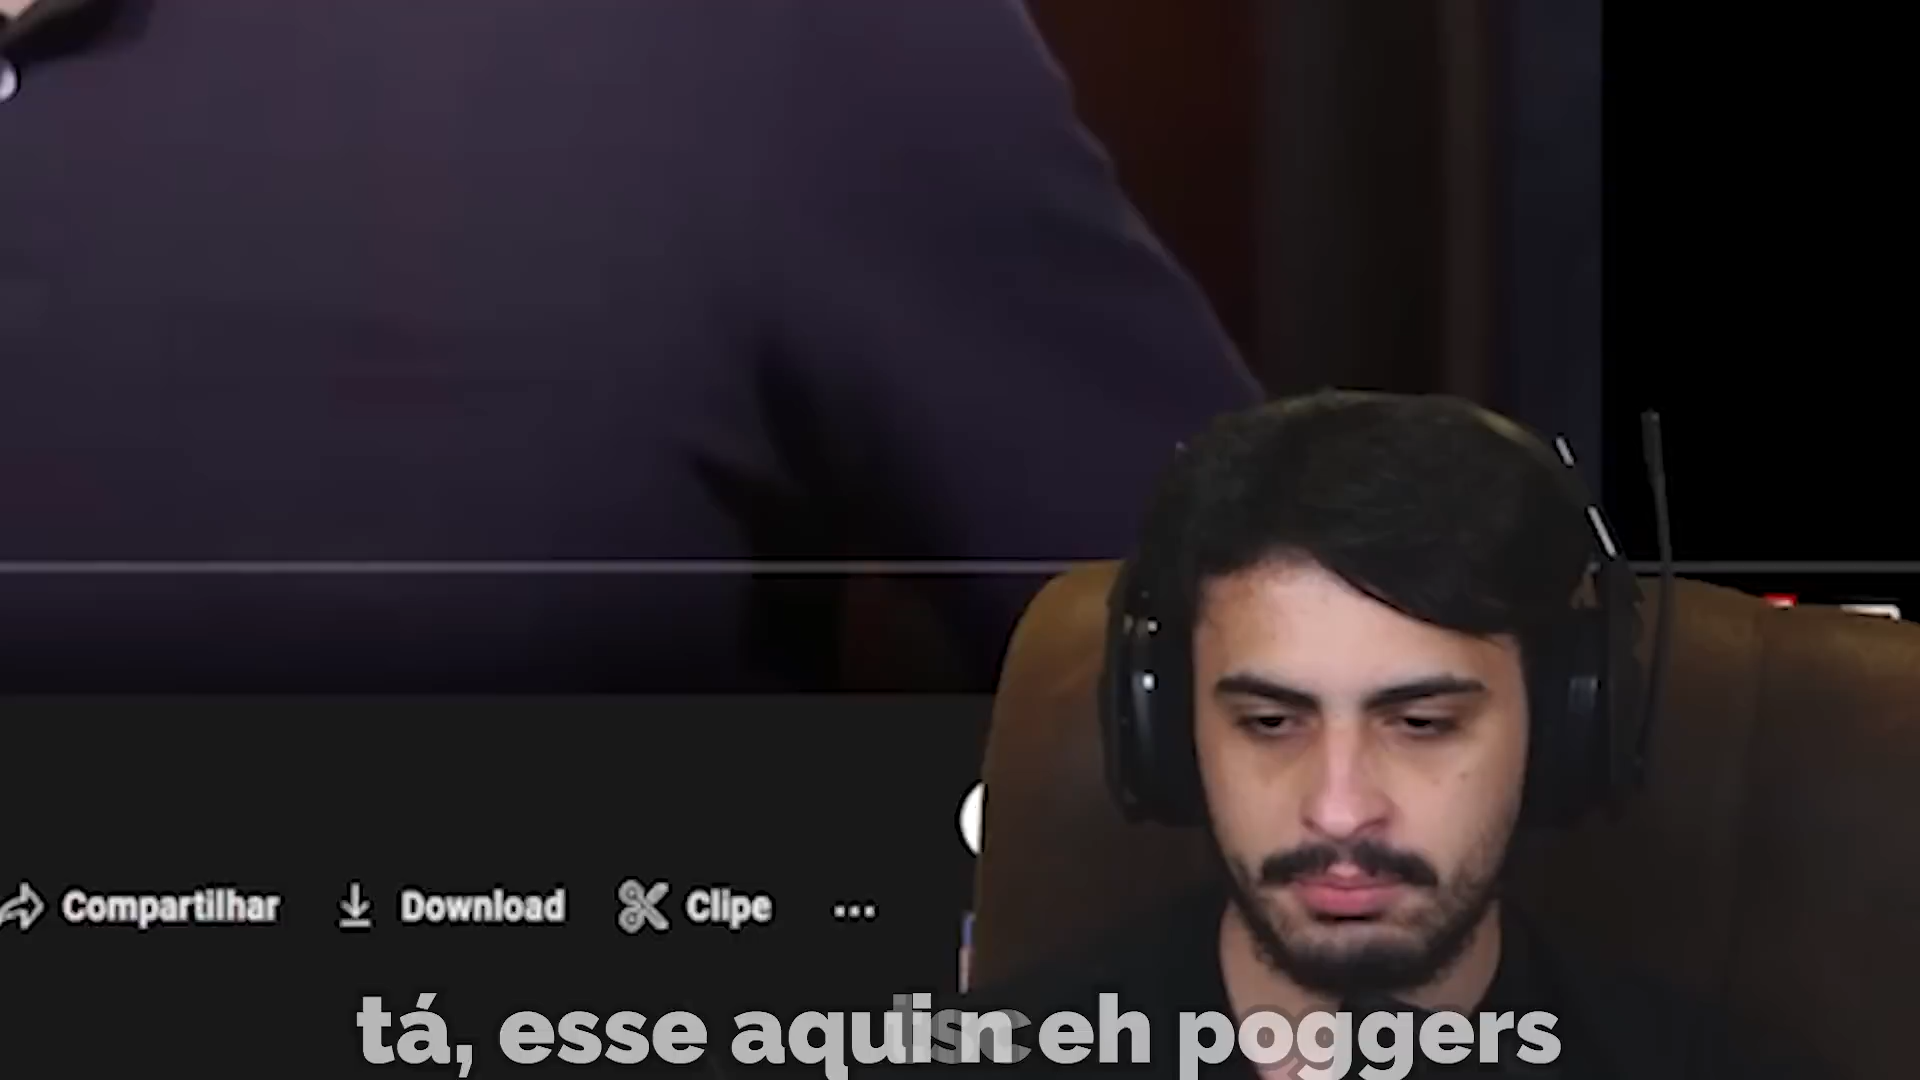 Compartilhar Download Clipe ...
tá, esse aqui n eh poggers